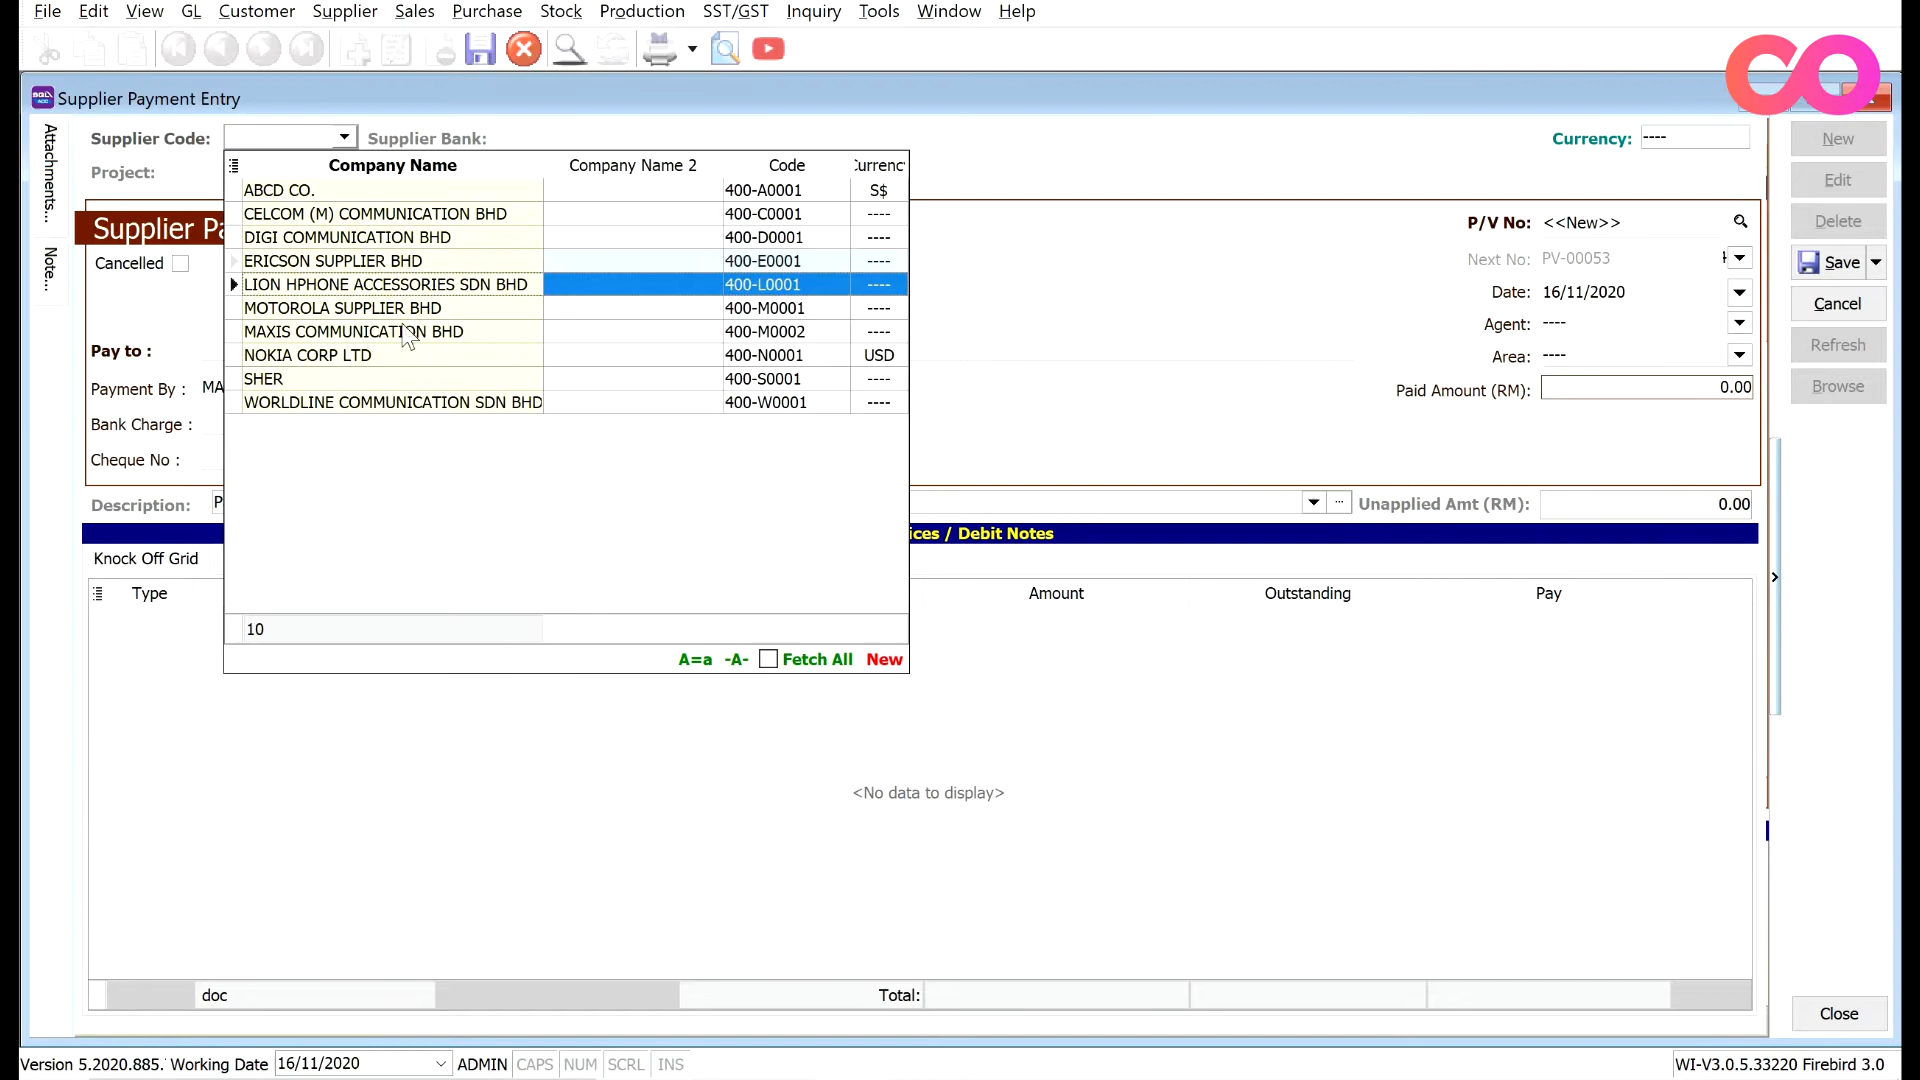 File Edit View GL Customer Supplier Sales Purchase Stock Production SST/GST Inquiry Tools Window Help
Supplier Payment Entry
Attachments...
Note...
Supplier Code: Supplier Bank: Currency: ----
Project:
Company Name Company Name 2 Code
ABCD CO. 400-A0001 S$
CELCOM (M) COMMUNICATION BHD 400-C0001 ----
DIGI COMMUNICATION BHD 400-D0001 ----
ERICSON SUPPLIER BHD 400-E0001 ----
LION HPHONE ACCESSORIES SDN BHD 400-L0001 ----
MOTOROLA SUPPLIER BHD 400-M0001 ----
MAXIS COMMUNICATION BHD 400-M0002 ----
NOKIA CORP LTD 400-N0001 USD
SHER 400-S0001 ----
WORLDLINE COMMUNICATION SDN BHD 400-W0001 ----
10
A=a -A- Fetch All New
Supplier Pa
Cancelled
Pay to :
Payment By : MA
Bank Charge :
Cheque No :
P/V No: <<New>>
Next No: PV-00053
Date: 16/11/2020
Agent: ----
Area: ----
Paid Amount (RM): 0.00
Description: P
Unapplied Amt (RM): 0.00
ices / Debit Notes
Knock Off Grid
Type Amount Outstanding Pay
<No data to display>
doc Total:
New
Edit
Delete
Save
Cancel
Refresh
Browse
Close
Version 5.2020.885. Working Date 16/11/2020 ADMIN CAPS NUM SCRL INS WI-V3.0.5.33220 Firebird 3.0